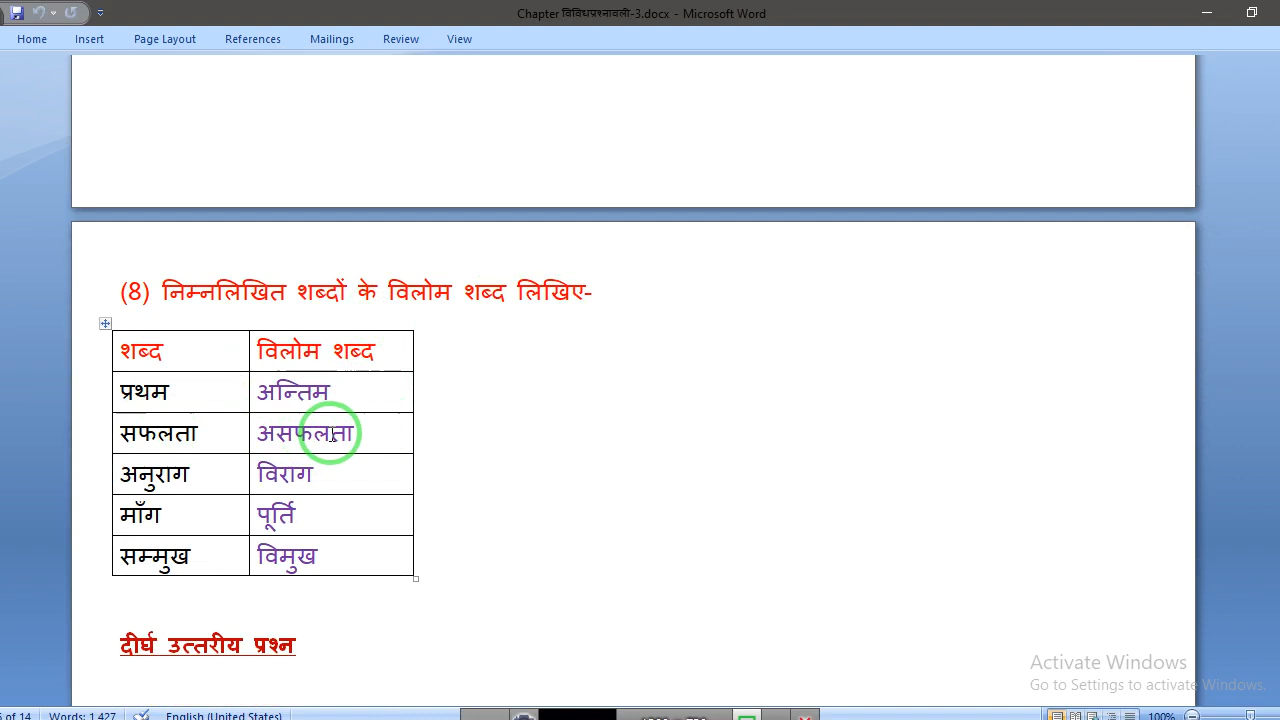 Chapter विविधप्रश्नावली-3.docx - Microsoft Word
Home Insert Page Layout References Mailings Review View
(8) निम्नलिखित शब्दों के विलोम शब्द लिखिए-
शब्द विलोम शब्द
प्रथम अन्तिम
सफलता असफलता
अनुराग विराग
माँग पूर्ति
सम्मुख विमुख
दीर्घ उत्तरीय प्रश्न
Activate Windows
Go to Settings to activate Windows.
of 14 Words: 1,427 English (United States) 100%